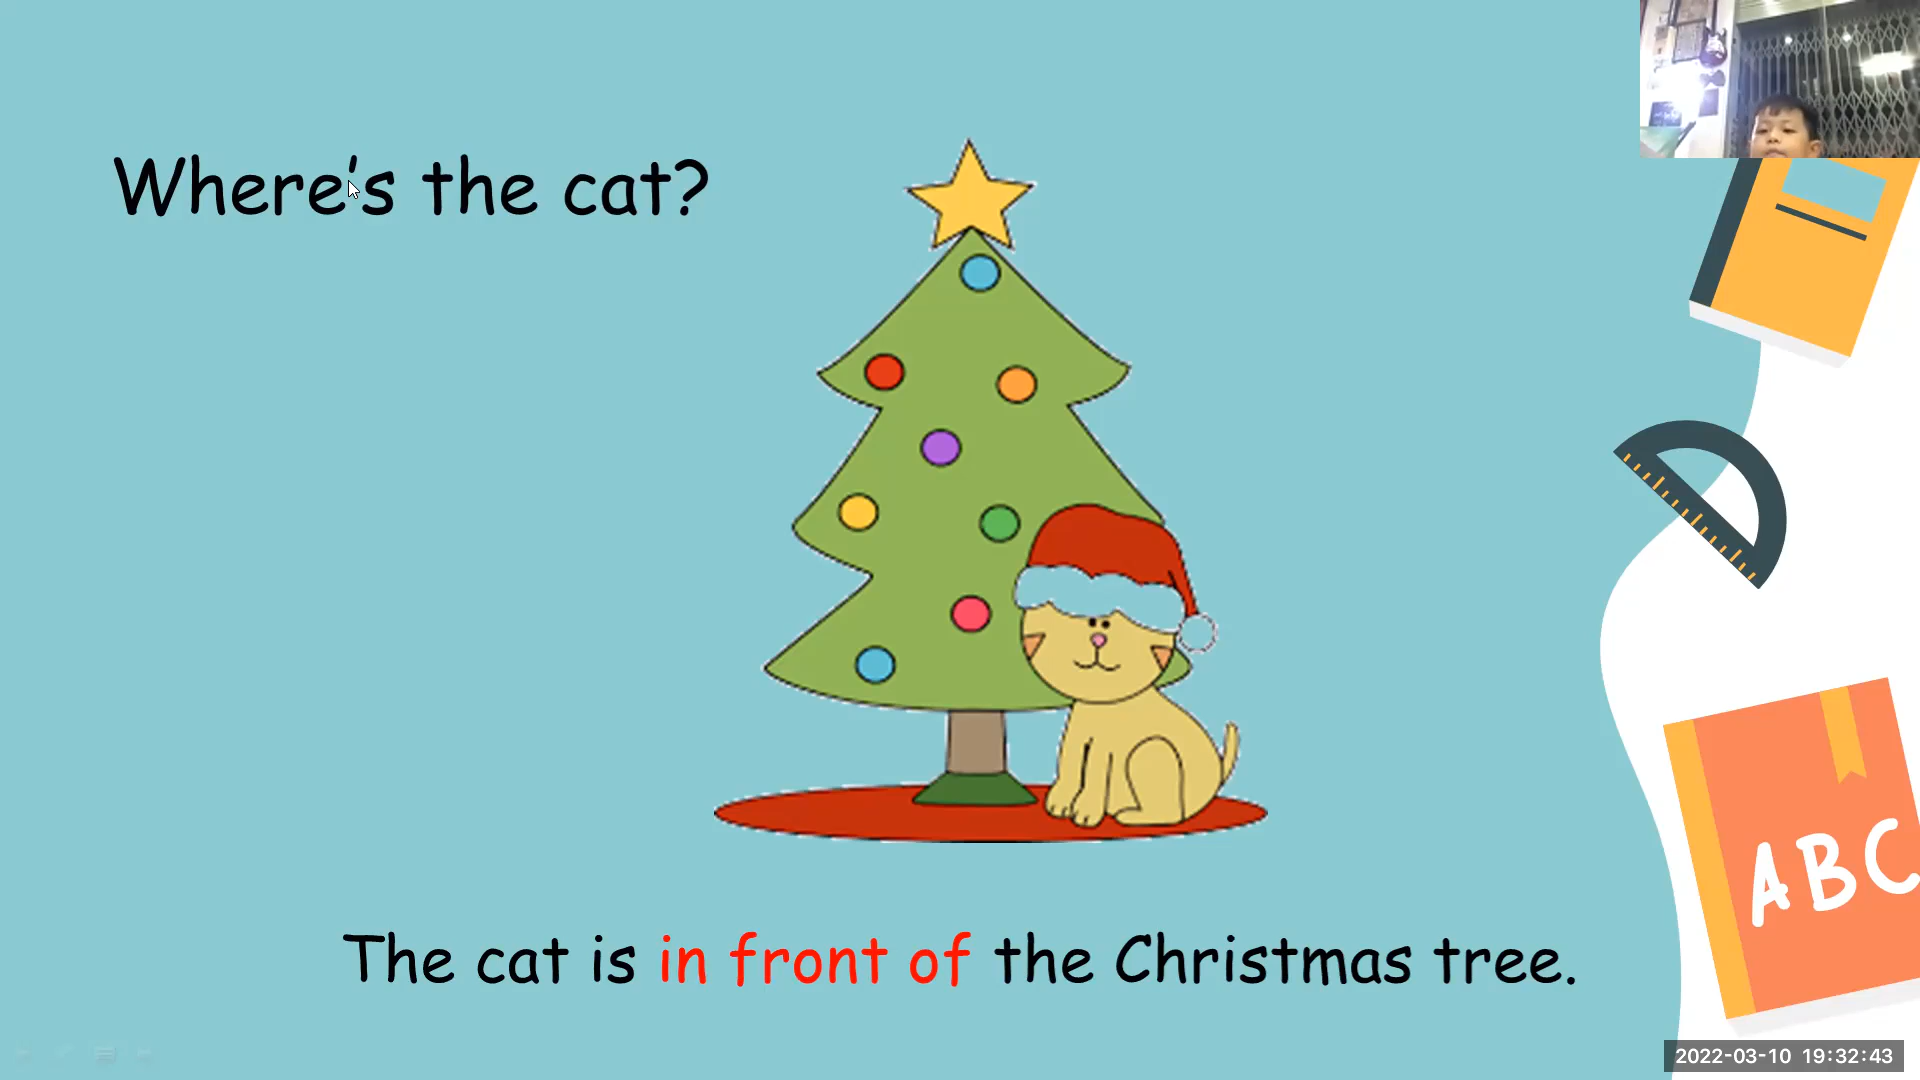 Where's the cat?
The cat is in front of the Christmas tree.
ABC
2022-03-10 19:32:43